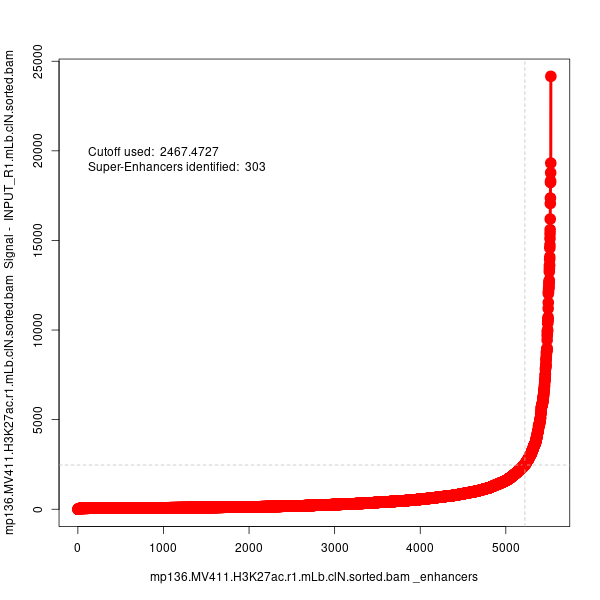 mp136.MV411.H3K27ac.r1.mLb.clN.sorted.bam Signal - INPUT_R1.mLb.clN.sorted.bam
25000
20000
15000
10000
5000
0
Cutoff used: 2467.4727
Super-Enhancers identified: 303
0 1000 2000 3000 4000 5000
mp136.MV411.H3K27ac.r1.mLb.clN.sorted.bam _enhancers